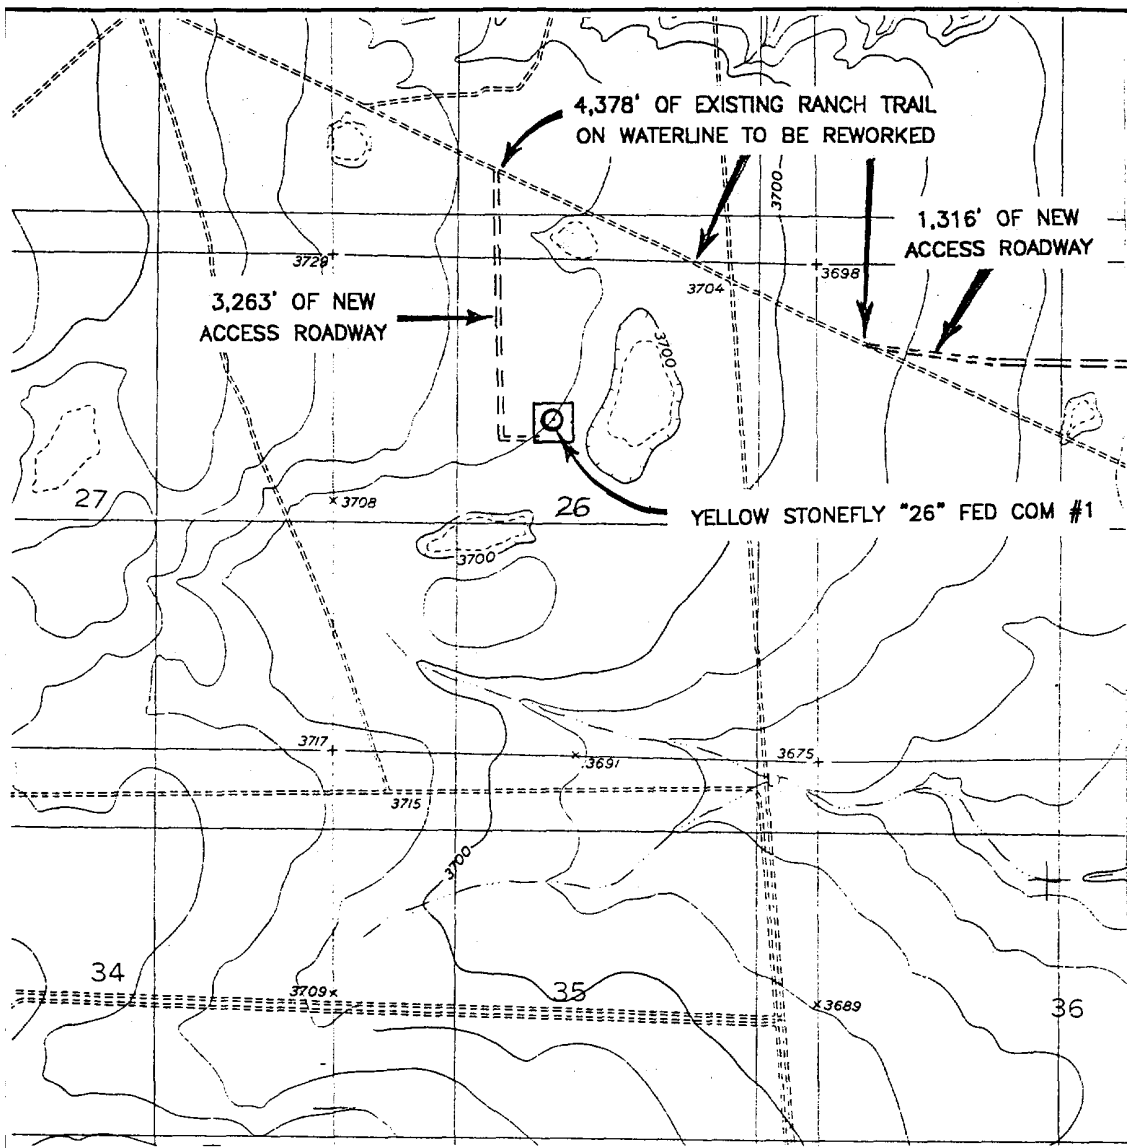 4,378' OF EXISTING RANCH TRAIL
ON WATERLINE TO BE REWORKED
3700
1,316' OF NEW
ACCESS ROADWAY
3729
3698
3704
3,263' OF NEW
ACCESS ROADWAY
3700
27
3708
26
YELLOW STONEFLY "26" FED COM #1
3700
3717
3691
3675
3715
3700
34
3709
35
3689
36